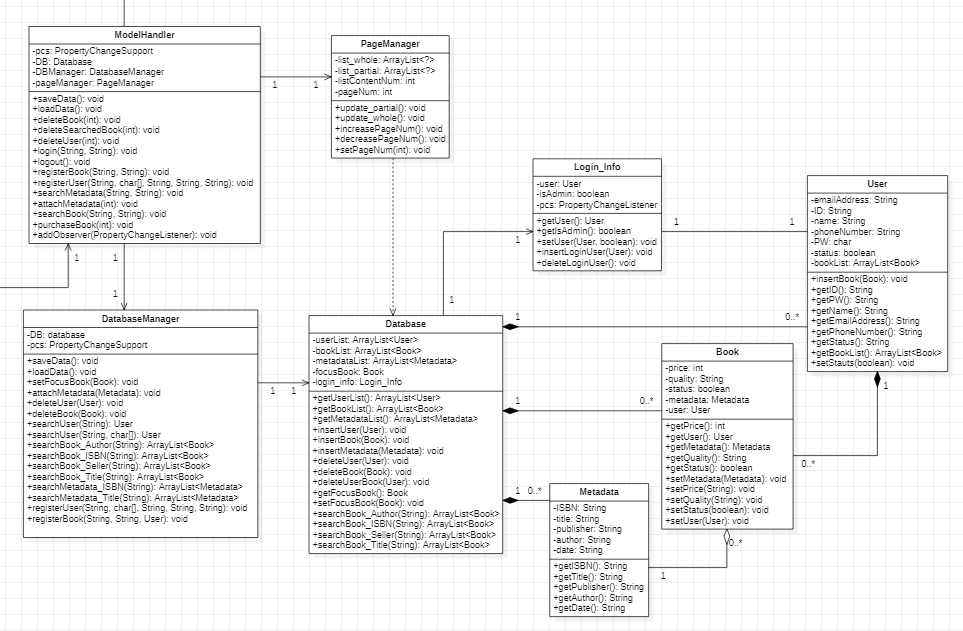 ModelHandler
-pcs: PropertyChangeSupport
-DB: Database
-DBManager: DatabaseManager
-pageManager: PageManager
+saveData(): void
+loadData(): void
+deleteBook(int): void
+deleteSearchedBook(int): void
+deleteUser(int): void
+login(String, String): void
+logout(): void
+registerBook(String, String): void
+registerUser(String, char[], String, String, String): void
+searchMetadata(String, String): void
+attachMetadata(int): void
+searchBook(String, String): void
+purchaseBook(int): void
+addObserver(PropertyChangeListener): void
1
1
PageManager
-list_whole: ArrayList<?>
-list_partial: ArrayList<?>
-listContentNum: int
-pageNum: int
+update_partial(): void
+update_whole(): void
+increasePageNum(): void
+decreasePageNum(): void
+setPageNum(int): void
Login_Info
-user: User
-isAdmin: boolean
-pcs: PropertyChangeListener
+getUser(): User
+getIsAdmin(): boolean
+setUser(User, boolean): void
+insertLoginUser(User): void
+deleteLoginUser(): void
1
1
1
1
User
-emailAddress: String
-ID: String
-name: String
-phoneNumber: String
-PW: char
-status: boolean
-bookList: ArrayList<Book>
+insertBook(Book): void
+getID(): String
+getPW(): String
+getName(): String
+getEmailAddress(): String
+getPhoneNumber(): String
+getStatus(): String
+getBookList(): ArrayList<Book>
+setStauts(boolean): void
1
1
1
DatabaseManager
-DB: database
-pcs: PropertyChangeSupport
+saveData(): void
+loadData(): void
+setFocusBook(Book): void
+attachMetadata(Metadata): void
+deleteUser(User): void
+deleteBook(Book): void
+searchUser(String): User
+searchUser(String, char[]): User
+searchBook_Author(String): ArrayList<Book>
+searchBook_ISBN(String): ArrayList<Book>
+searchBook_Seller(String): ArrayList<Book>
+searchBook_Title(String): ArrayList<Book>
+searchMetadata_ISBN(String): ArrayList<Metadata>
+searchMetadata_Title(String): ArrayList<Metadata>
+registerUser(String, char[], String, String, String): void
+registerBook(String, String, User): void
1
1
Database
-userList: ArrayList<User>
-bookList: ArrayList<Book>
-metadataList: ArrayList<Metadata>
-focusBook: Book
-login_info: Login_Info
+getUserList(): ArrayList<User>
+getBookList(): ArrayList<Book>
+getMetadataList(): ArrayList<Metadata>
+insertUser(User): void
+insertBook(Book): void
+insertMetadata(Metadata): void
+deleteUser(User): void
+deleteBook(Book): void
+deleteUserBook(User): void
+getFocusBook(): Book
+setFocusBook(Book): void
+searchBook_Author(String): ArrayList<Book>
+searchBook_ISBN(String): ArrayList<Book>
+searchBook_Seller(String): ArrayList<Book>
+searchBook_Title(String): ArrayList<Book>
1
0..*
1
0..*
1
0..*
Book
-price: int
-quality: String
-status: boolean
-metadata: Metadata
-user: User
+getPrice(): int
+getUser(): User
+getMetadata(): Metadata
+getQuality(): String
+getStatus(): boolean
+setMetadata(Metadata): void
+setPrice(String): void
+setQuality(String): void
+setStatus(boolean): void
+setUser(User): void
1
0..*
0..*
1
Metadata
-ISBN: String
-title: String
-publisher: String
-author: String
-date: String
+getISBN(): String
+getTitle(): String
+getPublisher(): String
+getAuthor(): String
+getDate(): String